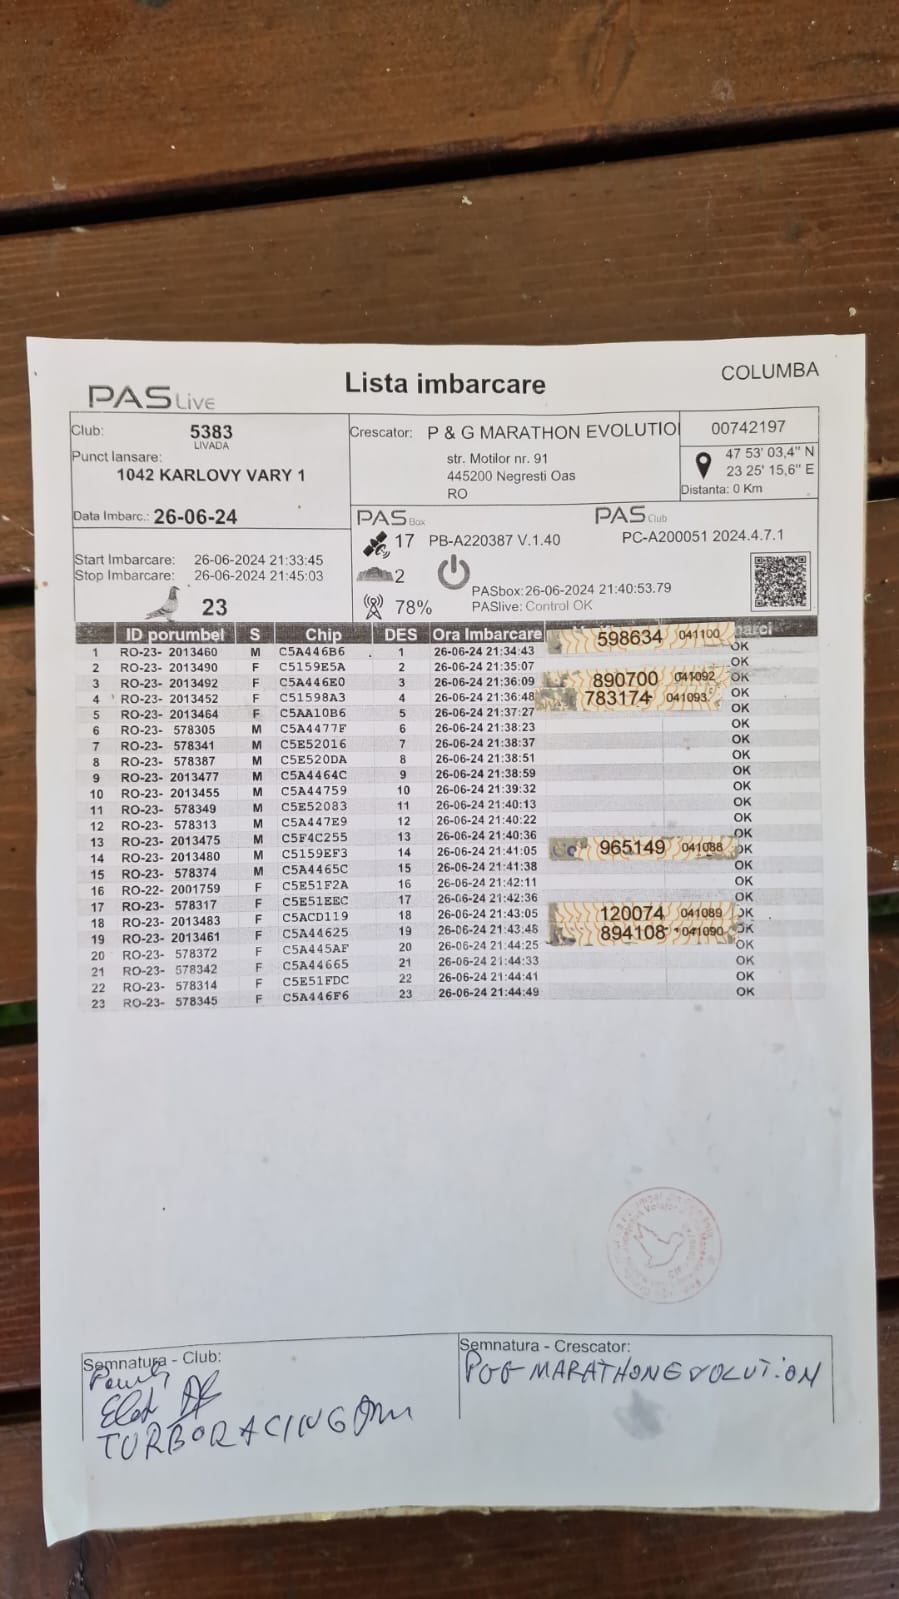 PAS Live
Lista imbarcare
COLUMBA
Club: 5383
LIVADA
Punct lansare:
1042 KARLOVY VARY 1
Data Imbarc.: 26-06-24
Crescator: P & G MARATHON EVOLUTIO
str. Motilor nr. 91
445200 Negresti Oas
RO
00742197
47 53' 03,4" N
23 25' 15,6" E
Distanta: 0 Km
Start Imbarcare: 26-06-2024 21:33:45
Stop Imbarcare: 26-06-2024 21:45:03
23
PAS Box
PAS Club
17 PB-A220387 V.1.40
PC-A200051 2024.4.7.1
2
PASbox:26-06-2024 21:40:53.79
78% PASlive: Control OK
ID porumbel S Chip DES Ora Imbarcare
1 RO-23- 2013460 M C5A446B6 1 26-06-24 21:34:43 598634 041100 OK
2 RO-23- 2013490 F C5159E5A 2 26-06-24 21:35:07 OK
3 RO-23- 2013492 F C5A446E0 3 26-06-24 21:36:09 890700 041092 OK
4 RO-23- 2013452 F C51598A3 4 26-06-24 21:36:48 783174 041093 OK
5 RO-23- 2013464 F C5AA10B6 5 26-06-24 21:37:27 OK
6 RO-23- 578305 M C5A4477F 6 26-06-24 21:38:23 OK
7 RO-23- 578341 M C5E52016 7 26-06-24 21:38:37 OK
8 RO-23- 578387 M C5E520DA 8 26-06-24 21:38:51 OK
9 RO-23- 2013477 M C5A4464C 9 26-06-24 21:38:59 OK
10 RO-23- 2013455 M C5A44759 10 26-06-24 21:39:32 OK
11 RO-23- 578349 M C5E52083 11 26-06-24 21:40:13 OK
12 RO-23- 578313 M C5A447E9 12 26-06-24 21:40:22 OK
13 RO-23- 2013475 M C5F4C255 13 26-06-24 21:40:36 OK
14 RO-23- 2013480 M C5159EF3 14 26-06-24 21:41:05 965149 041088 OK
15 RO-23- 578374 M C5A4465C 15 26-06-24 21:41:38 OK
16 RO-22- 2001759 F C5E51F2A 16 26-06-24 21:42:11 OK
17 RO-23- 578317 F C5E51EEC 17 26-06-24 21:42:36 OK
18 RO-23- 2013483 F C5ACD119 18 26-06-24 21:43:05 120074 041089 OK
19 RO-23- 2013461 F C5A44625 19 26-06-24 21:43:48 894108 041090 OK
20 RO-23- 578372 F C5A445AF 20 26-06-24 21:44:25 OK
21 RO-23- 578342 F C5A44665 21 26-06-24 21:44:33 OK
22 RO-23- 578314 F C5E51FDC 22 26-06-24 21:44:41 OK
23 RO-23- 578345 F C5A446F6 23 26-06-24 21:44:49 OK
Semnatura - Club:
TURBORACING
Semnatura - Crescator:
P&G MARATHON EVOLUTION